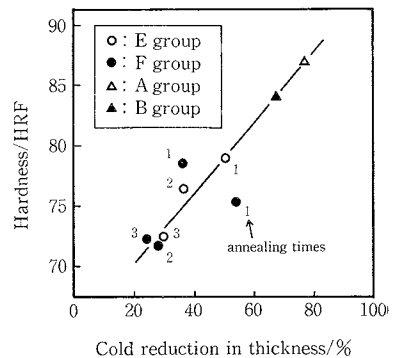 Hardness/HRF
90
85
80
75
70
○: E group
●: F group
△: A group
▲: B group
1
2
1
3
3
2
1
annealing times
0
20
40
60
80
100
Cold reduction in thickness/%